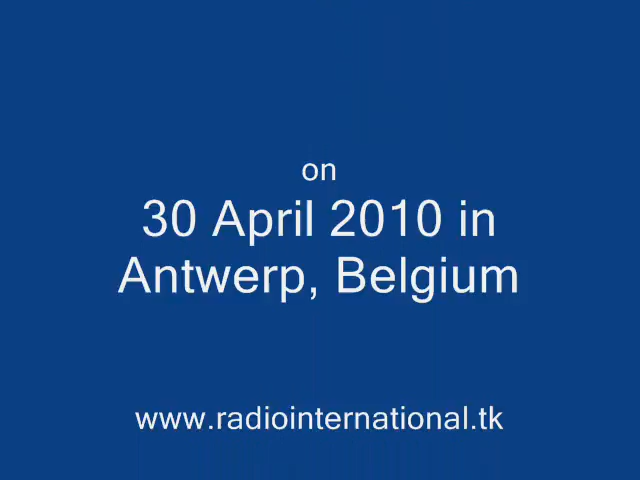 on
30 April 2010 in
Antwerp, Belgium
www.radiointernational.tk